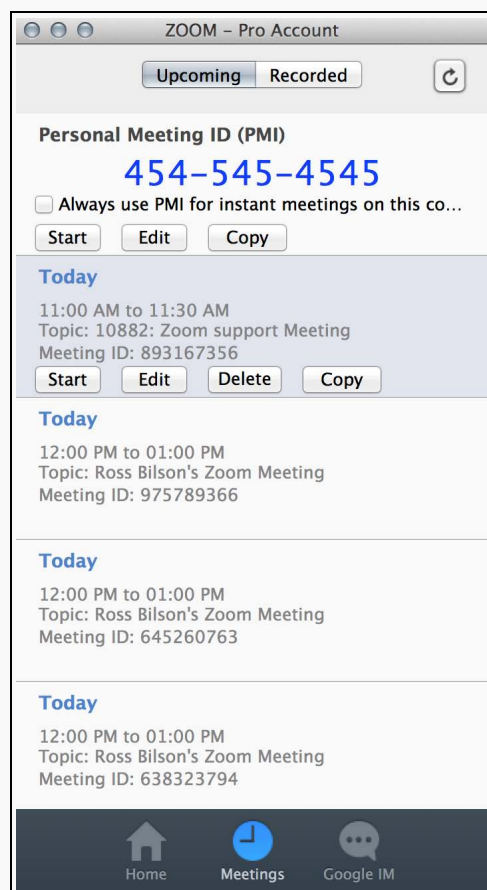 ZOOM – Pro Account
Upcoming Recorded
Personal Meeting ID (PMI)
454-545-4545
Always use PMI for instant meetings on this co...
Start Edit Copy
Today
11:00 AM to 11:30 AM
Topic: 10882: Zoom support Meeting
Meeting ID: 893167356
Start Edit Delete Copy
Today
12:00 PM to 01:00 PM
Topic: Ross Bilson's Zoom Meeting
Meeting ID: 975789366
Today
12:00 PM to 01:00 PM
Topic: Ross Bilson's Zoom Meeting
Meeting ID: 645260763
Today
12:00 PM to 01:00 PM
Topic: Ross Bilson's Zoom Meeting
Meeting ID: 638323794
Home Meetings Google IM